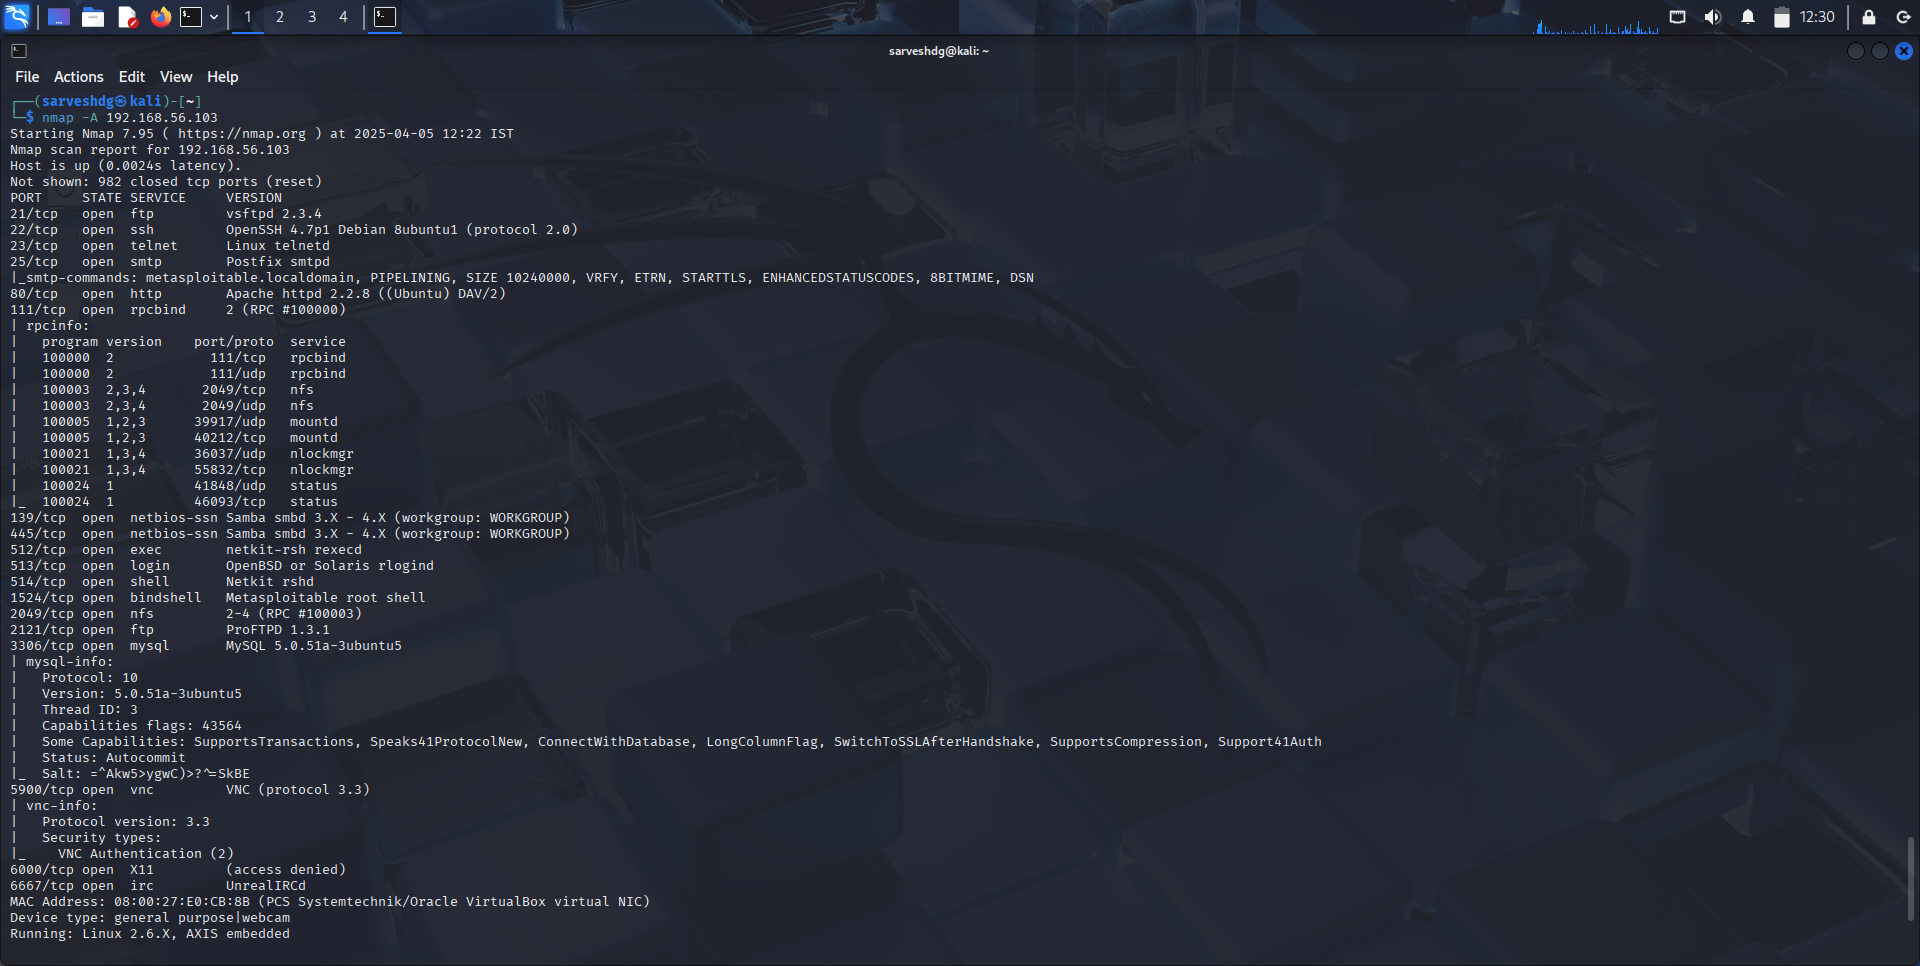 1 2 3 4 12:30
sarveshdg@kali: ~
File Actions Edit View Help
┌──(sarveshdg㉿kali)-[~]
└─$ nmap -A 192.168.56.103
Starting Nmap 7.95 ( https://nmap.org ) at 2025-04-05 12:22 IST
Nmap scan report for 192.168.56.103
Host is up (0.0024s latency).
Not shown: 982 closed tcp ports (reset)
PORT     STATE SERVICE     VERSION
21/tcp   open  ftp         vsftpd 2.3.4
22/tcp   open  ssh         OpenSSH 4.7p1 Debian 8ubuntu1 (protocol 2.0)
23/tcp   open  telnet      Linux telnetd
25/tcp   open  smtp        Postfix smtpd
|_smtp-commands: metasploitable.localdomain, PIPELINING, SIZE 10240000, VRFY, ETRN, STARTTLS, ENHANCEDSTATUSCODES, 8BITMIME, DSN
80/tcp   open  http        Apache httpd 2.2.8 ((Ubuntu) DAV/2)
111/tcp  open  rpcbind     2 (RPC #100000)
| rpcinfo:
|   program version    port/proto  service
|   100000  2            111/tcp   rpcbind
|   100000  2            111/udp   rpcbind
|   100003  2,3,4       2049/tcp   nfs
|   100003  2,3,4       2049/udp   nfs
|   100005  1,2,3      39917/udp   mountd
|   100005  1,2,3      40212/tcp   mountd
|   100021  1,3,4      36037/udp   nlockmgr
|   100021  1,3,4      55832/tcp   nlockmgr
|   100024  1          41848/udp   status
|_  100024  1          46093/tcp   status
139/tcp  open  netbios-ssn Samba smbd 3.X - 4.X (workgroup: WORKGROUP)
445/tcp  open  netbios-ssn Samba smbd 3.X - 4.X (workgroup: WORKGROUP)
512/tcp  open  exec        netkit-rsh rexecd
513/tcp  open  login       OpenBSD or Solaris rlogind
514/tcp  open  shell       Netkit rshd
1524/tcp open  bindshell   Metasploitable root shell
2049/tcp open  nfs         2-4 (RPC #100003)
2121/tcp open  ftp         ProFTPD 1.3.1
3306/tcp open  mysql       MySQL 5.0.51a-3ubuntu5
| mysql-info:
|   Protocol: 10
|   Version: 5.0.51a-3ubuntu5
|   Thread ID: 3
|   Capabilities flags: 43564
|   Some Capabilities: SupportsTransactions, Speaks41ProtocolNew, ConnectWithDatabase, LongColumnFlag, SwitchToSSLAfterHandshake, SupportsCompression, Support41Auth
|   Status: Autocommit
|_  Salt: =^Akw5>ygwC)>?^=SkBE
5900/tcp open  vnc         VNC (protocol 3.3)
| vnc-info:
|   Protocol version: 3.3
|   Security types:
|_    VNC Authentication (2)
6000/tcp open  X11         (access denied)
6667/tcp open  irc         UnrealIRCd
MAC Address: 08:00:27:E0:CB:8B (PCS Systemtechnik/Oracle VirtualBox virtual NIC)
Device type: general purpose|webcam
Running: Linux 2.6.X, AXIS embedded